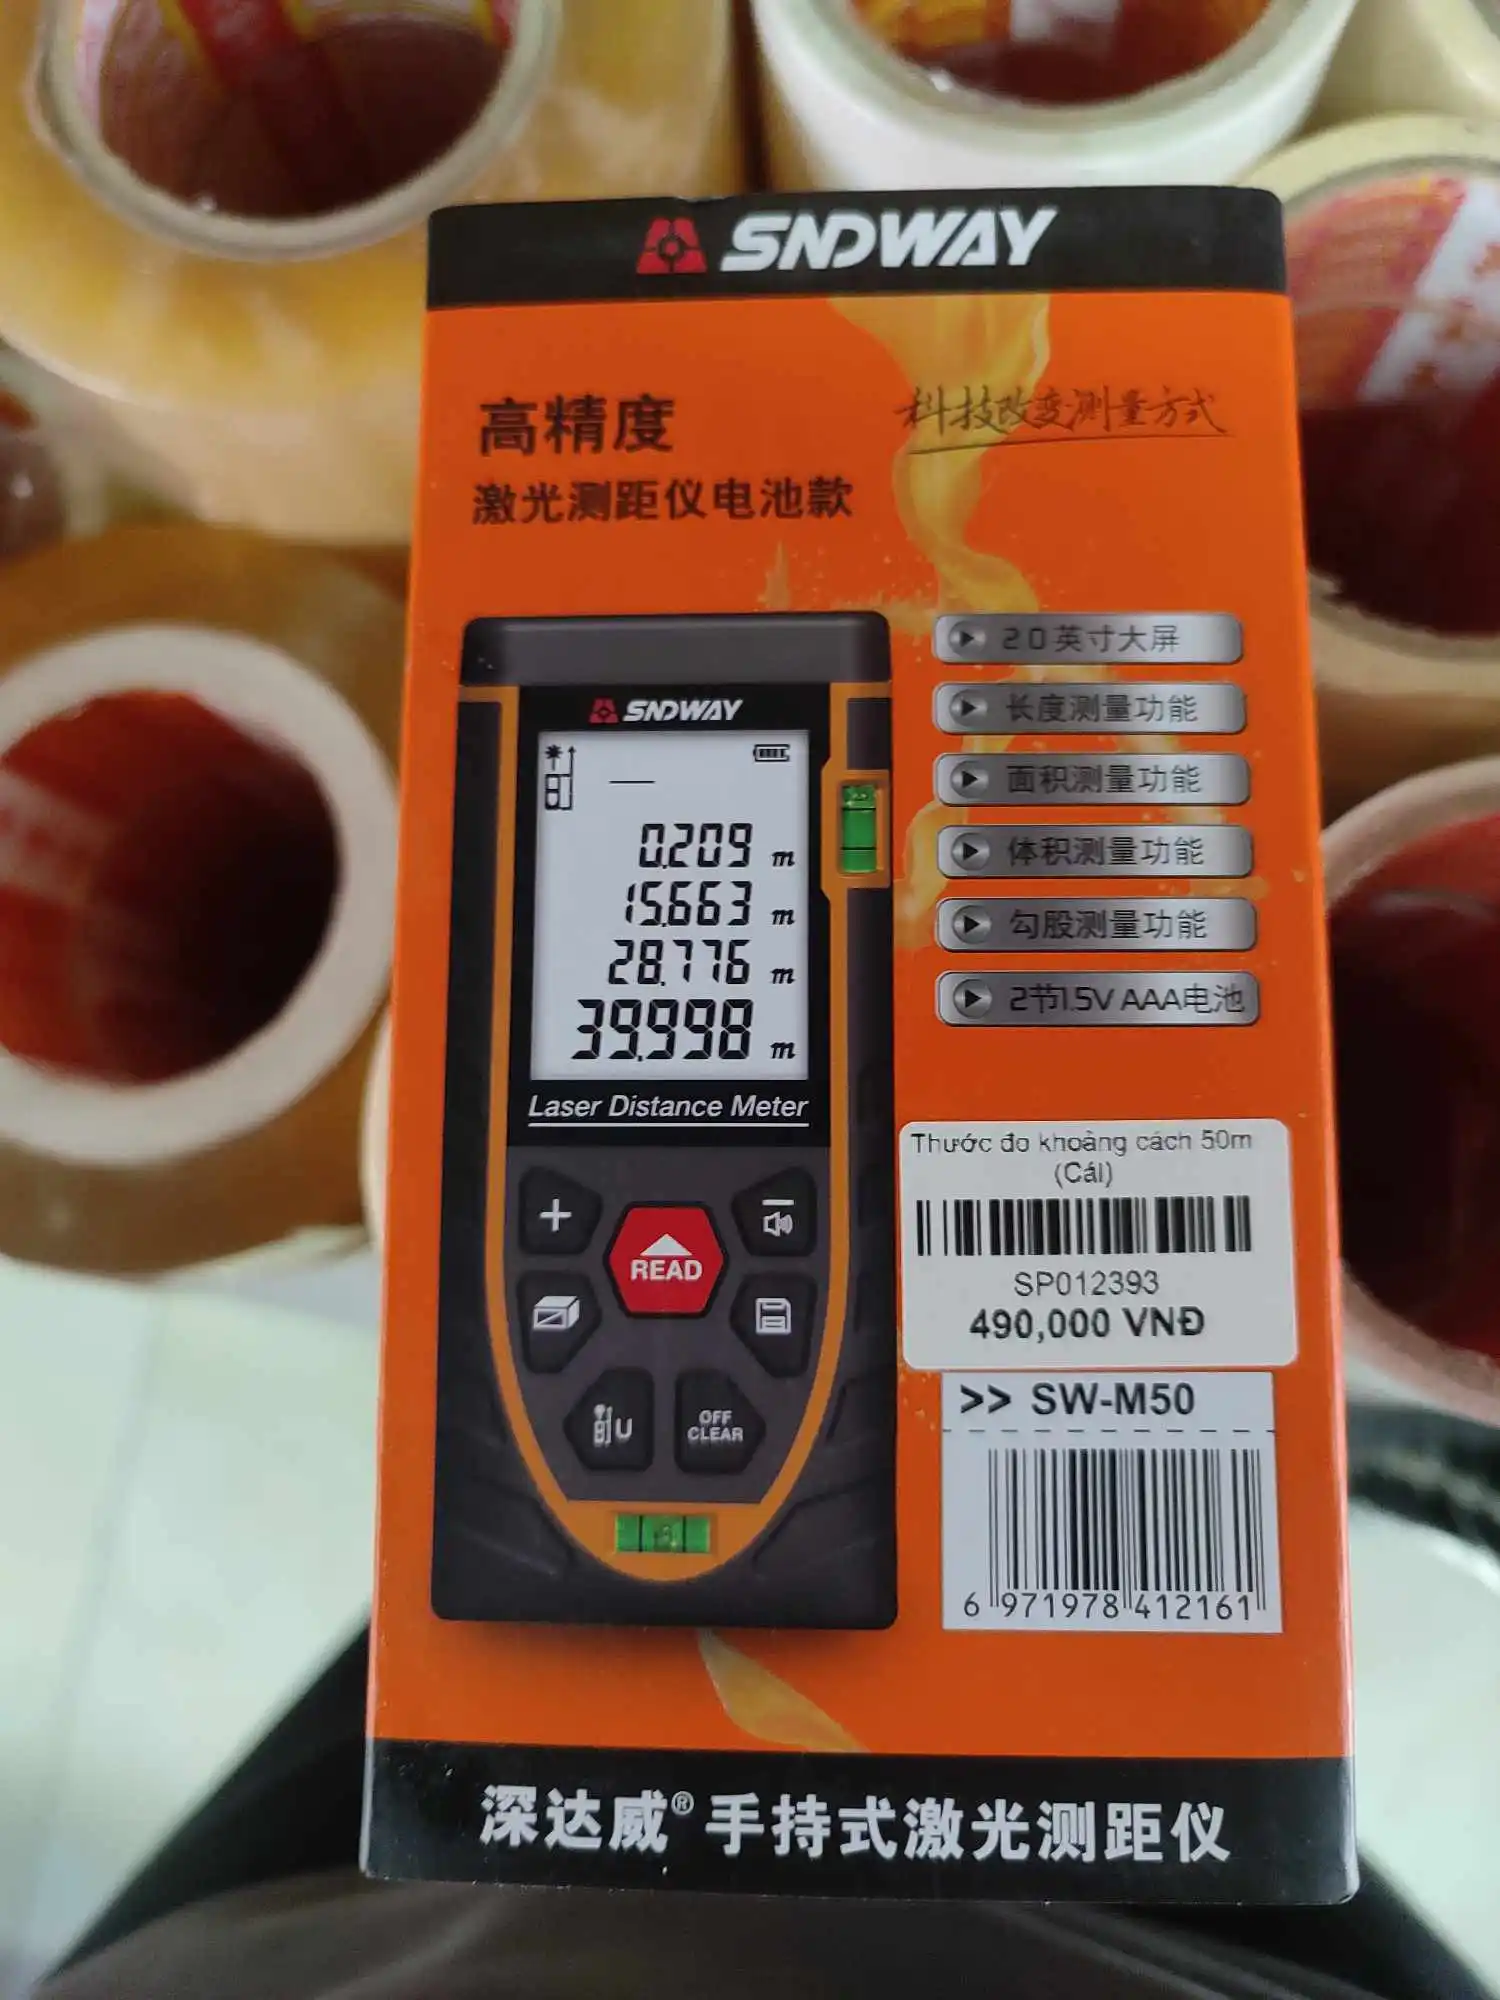 SNDWAY
高精度
科技改变测量方式
激光测距仪电池款
2.0英寸大屏
长度测量功能
面积测量功能
体积测量功能
勾股测量功能
2节1.5V AAA电池
SNDWAY
0.209 m
15.663 m
28.776 m
39.998 m
Laser Distance Meter
READ
U
OFF
CLEAR
Thước đo khoảng cách 50m
(Cái)
SP012393
490,000 VNĐ
>> SW-M50
6 971978 412161
深达威® 手持式激光测距仪